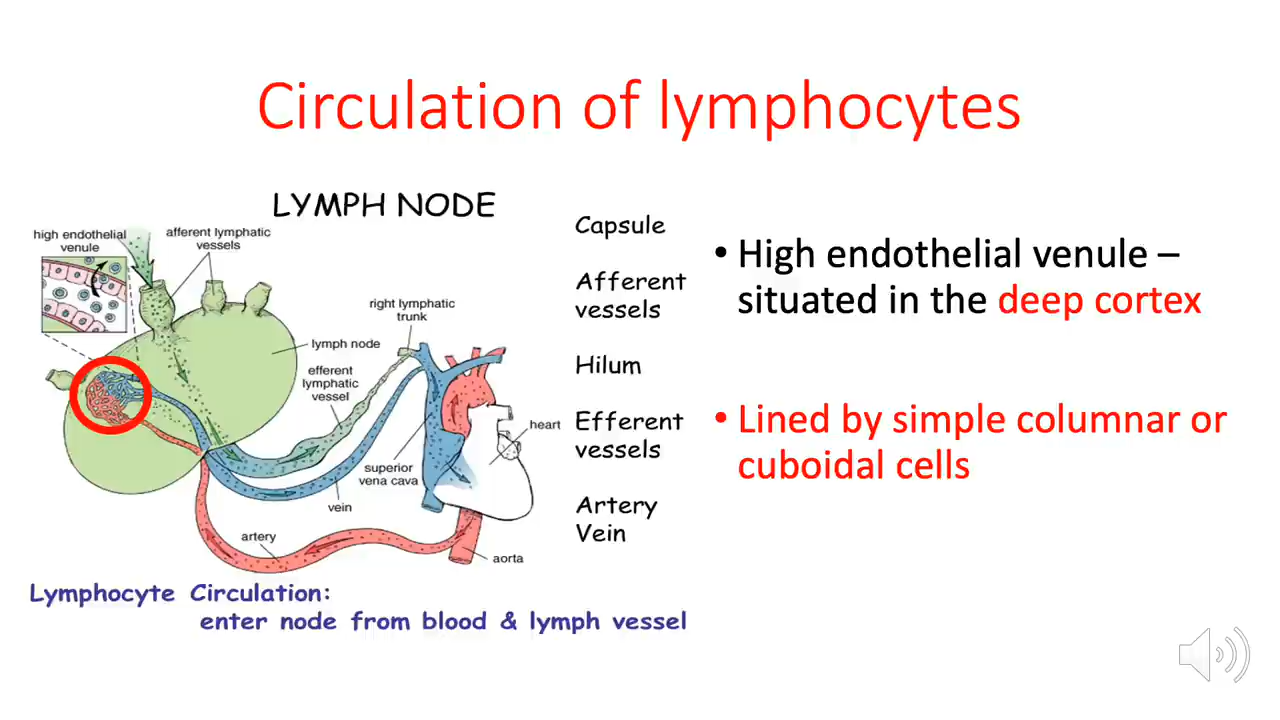 Circulation of lymphocytes
LYMPH NODE
high endothelial
venule
afferent lymphatic
vessels
right lymphatic
trunk
lymph node
efferent
lymphatic
vessel
heart
superior
vena cava
vein
artery
aorta
Capsule
Afferent
vessels
Hilum
Efferent
vessels
Artery
Vein
Lymphocyte Circulation:
enter node from blood & lymph vessel
• High endothelial venule –
situated in the deep cortex
• Lined by simple columnar or
cuboidal cells